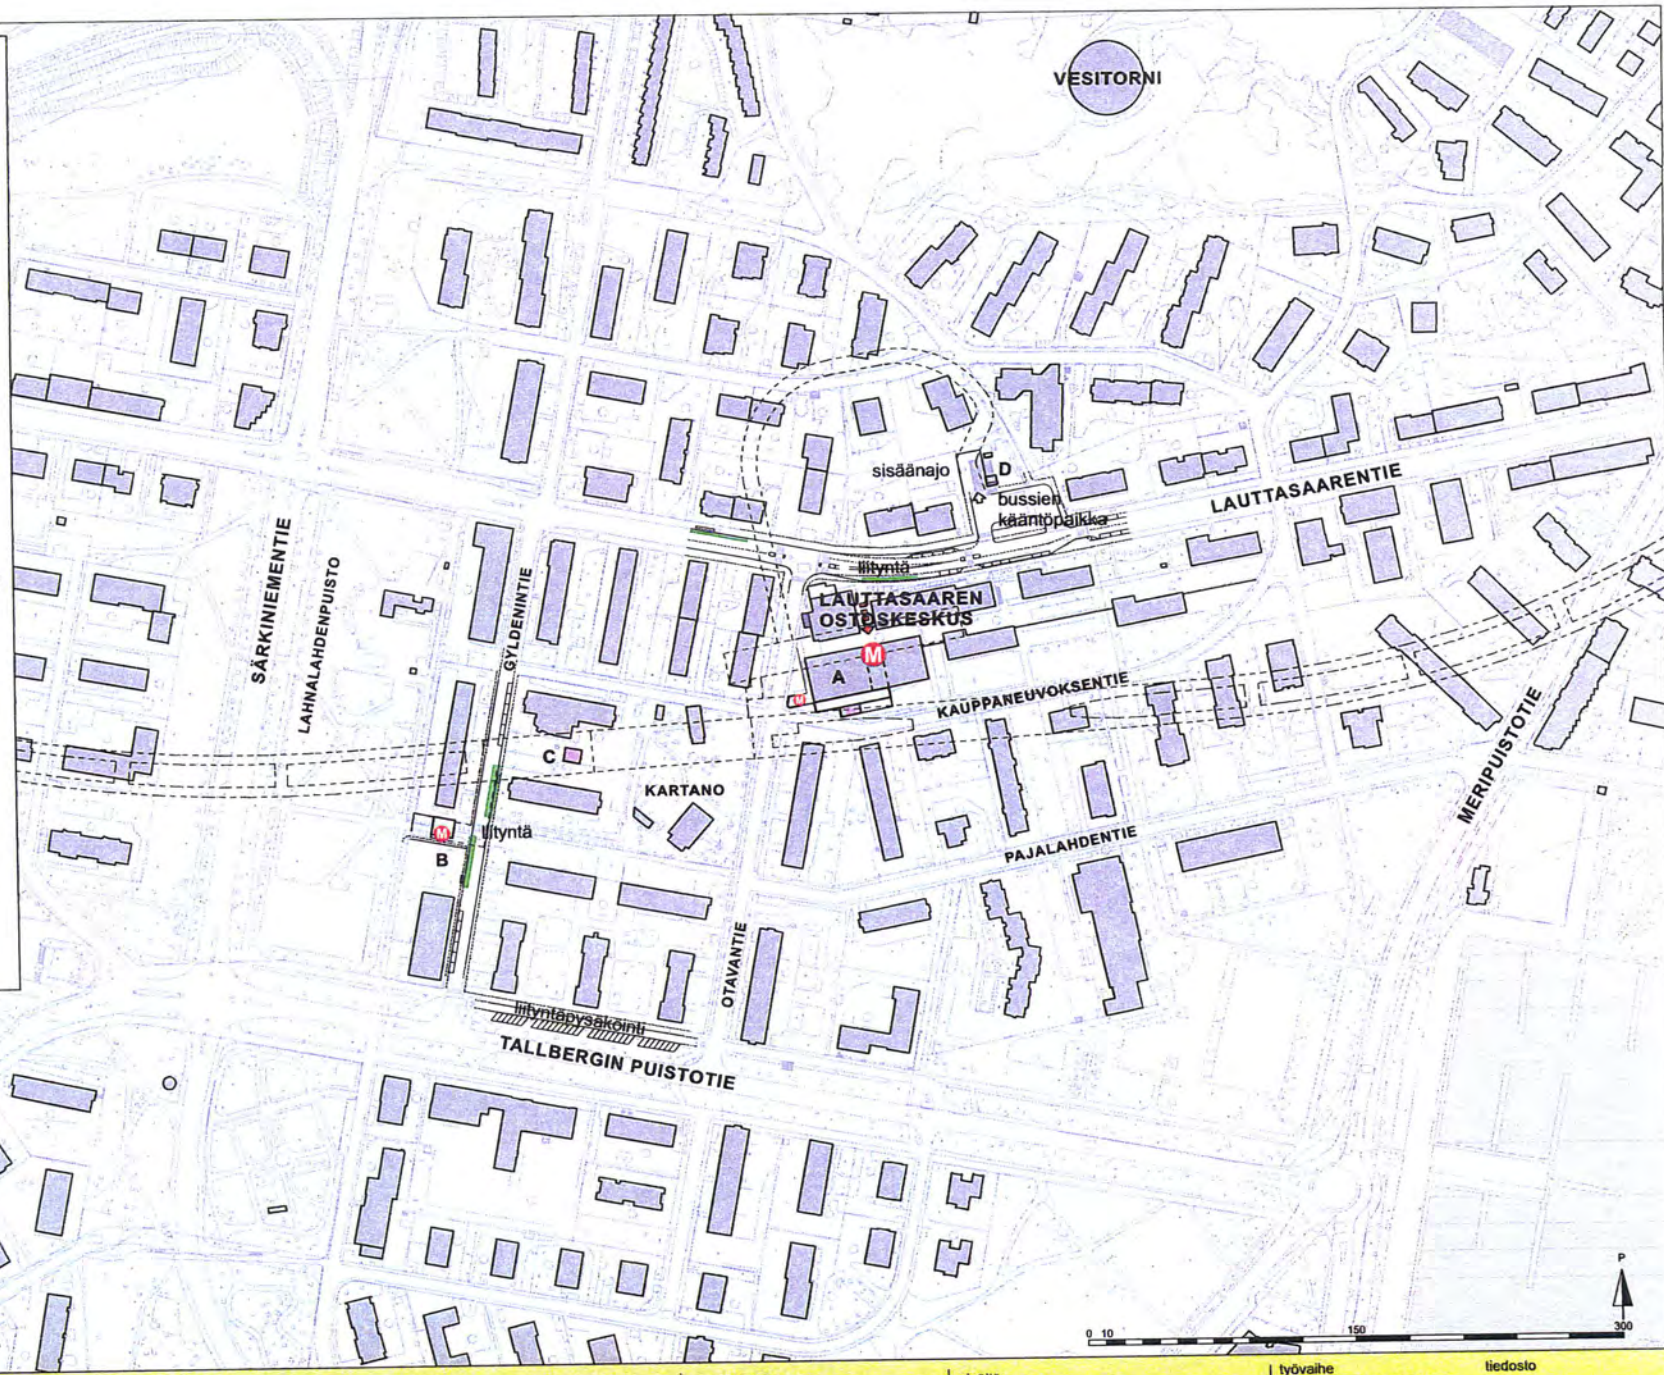 VESITORNI
sisäänajo
D
bussien
kääntöpaikka
LAUTTASAARENTIE
liityntä
LAUTTASAAREN
OSTOSKESKUS
M
A
M
KAUPPANEUVOKSENTIE
SÄRKINIEMENTIE
LAHNALAHDENPUISTO
GYLDENINTIE
C
KARTANO
M
liityntä
B
PAJALAHDENTIE
MERIPUISTOTIE
OTAVANTIE
liityntäpysäköinti
TALLBERGIN PUISTOTIE
P
0 10 150 300
työvaihe
tiedosto